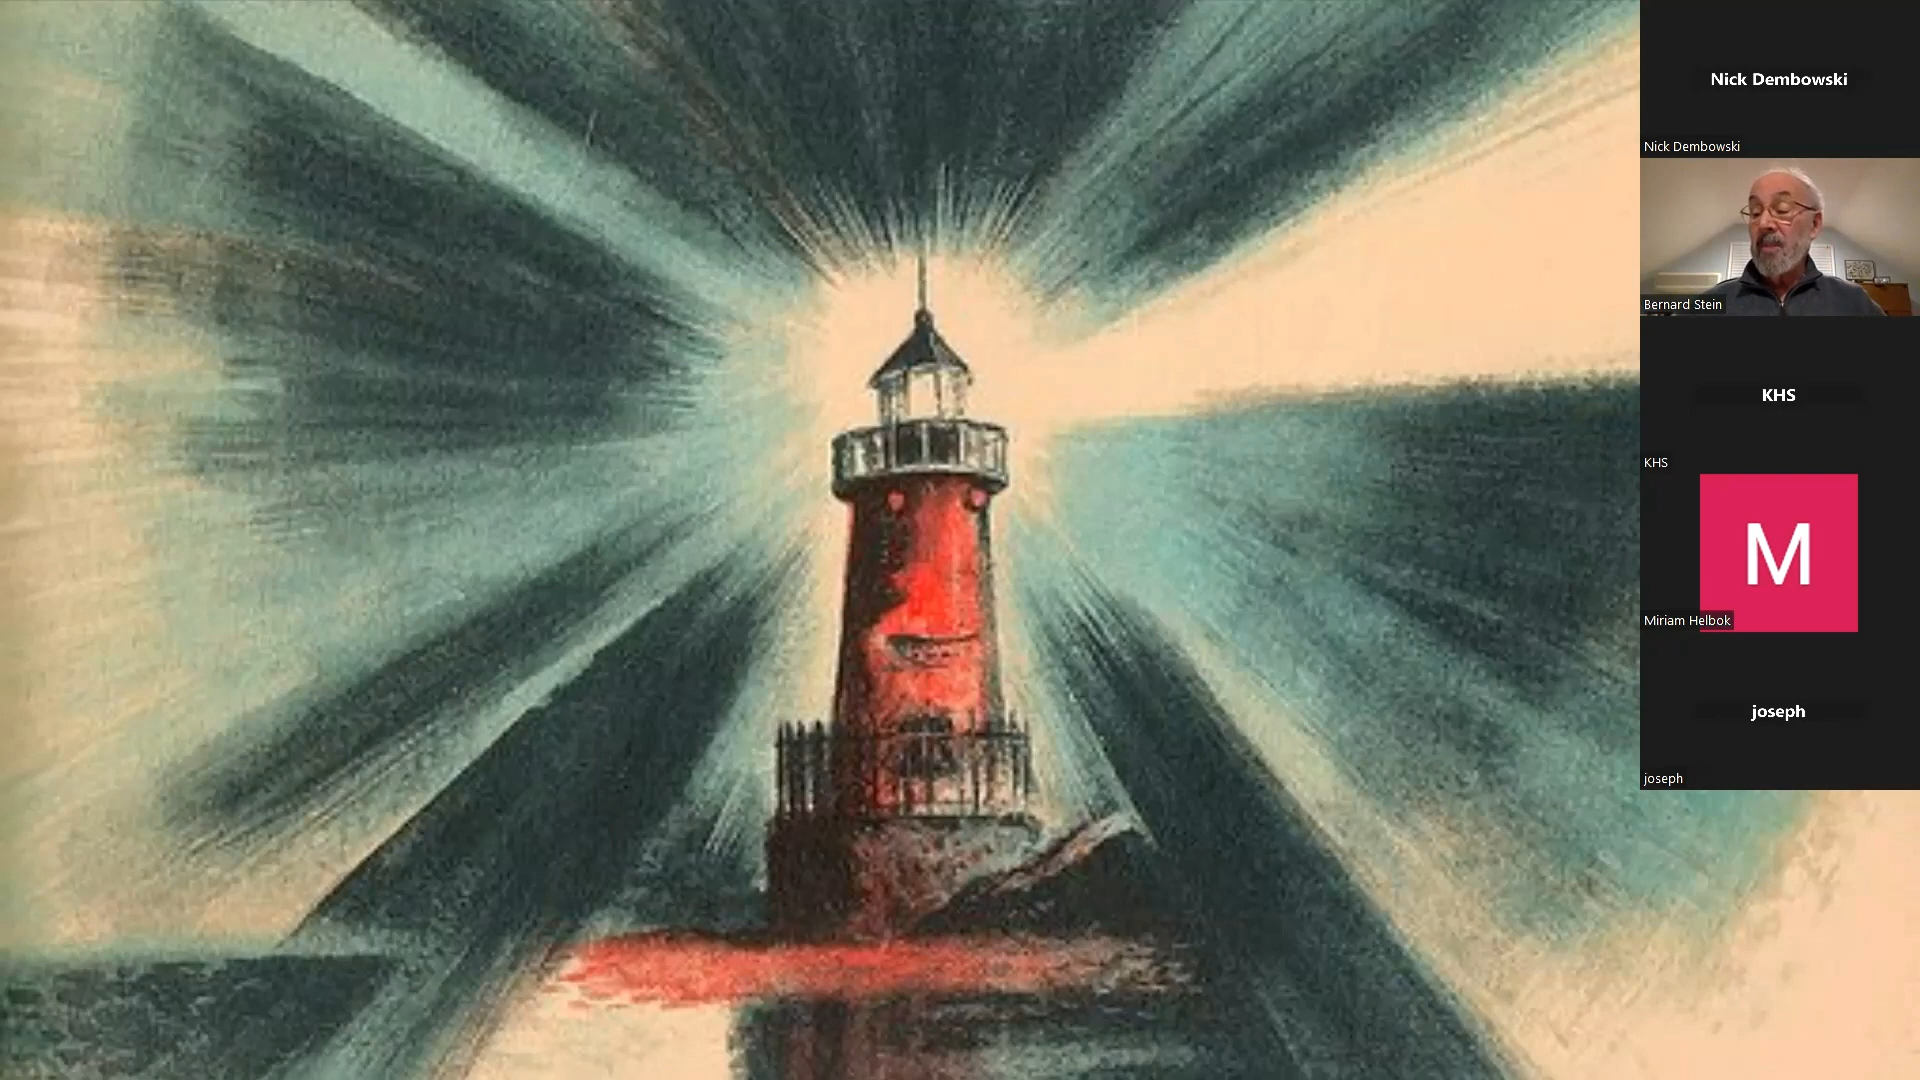 Nick Dembowski
Nick Dembowski
Bernard Stein
KHS
KHS
M
Miriam Helbok
joseph
joseph